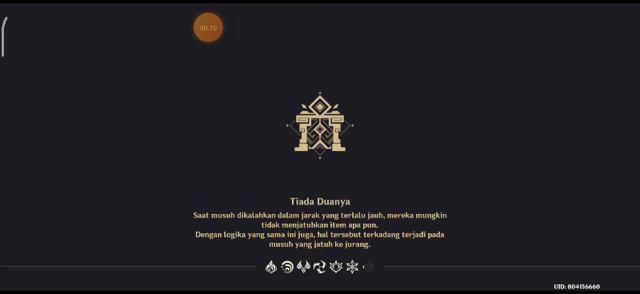 00:10
Tiada Duanya
Saat musuh dikalahkan dalam jarak yang terlalu jauh, mereka mungkin
tidak menjatuhkan item apa pun.
Dengan logika yang sama ini juga, hal tersebut terkadang terjadi pada
musuh yang jatuh ke jurang.
UID: 804136660